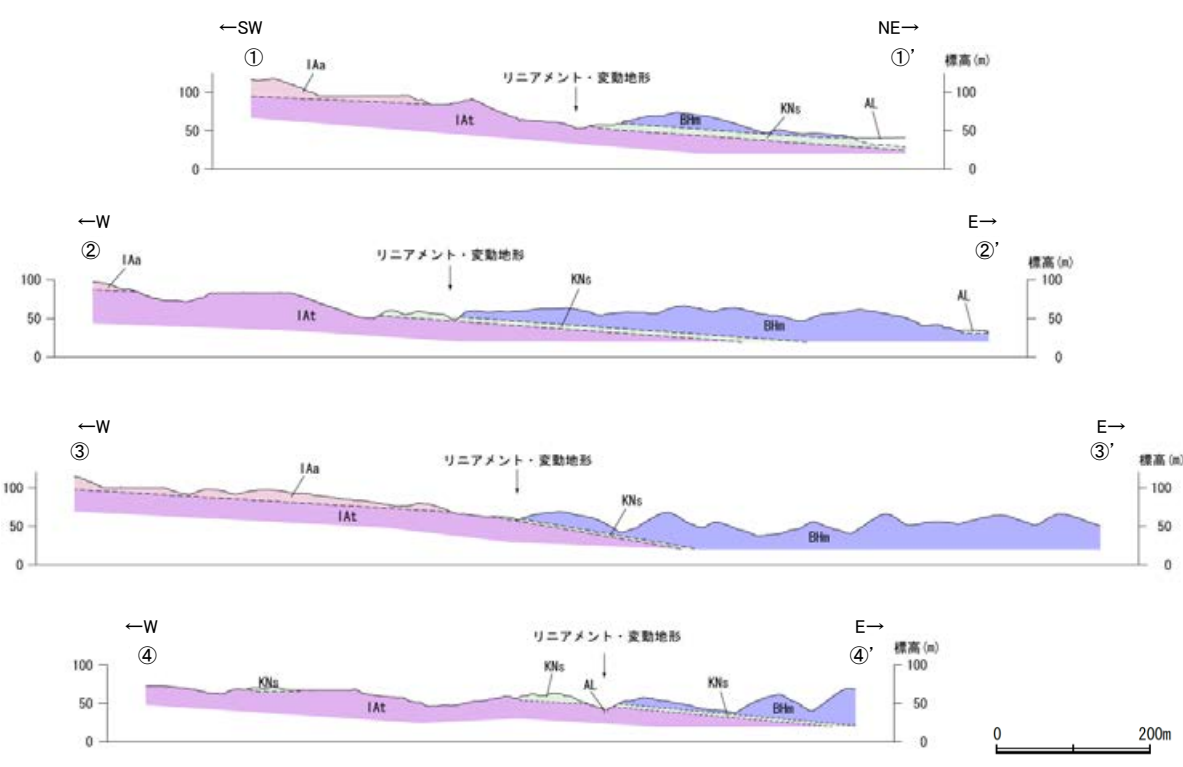 ←SW NE→
① ①’
標高(m)
IAa
リニアメント・変動地形
100 100
KNs
AL
BHm
IAt
50 50
0 0
←W E→
② ②’
リニアメント・変動地形
IAa
標高(m)
100 KNs 100
AL
50 IAt 50
BHm
0 0
←W E→
③ ③’
リニアメント・変動地形
標高(m)
IAa
100 100
KNs
IAt
50 50
BHm
0 0
←W E→
リニアメント・変動地形
④ ④’
標高(m)
100 KNs 100
KNs AL KNs
50 IAt BHm 50
0 0
0 200m